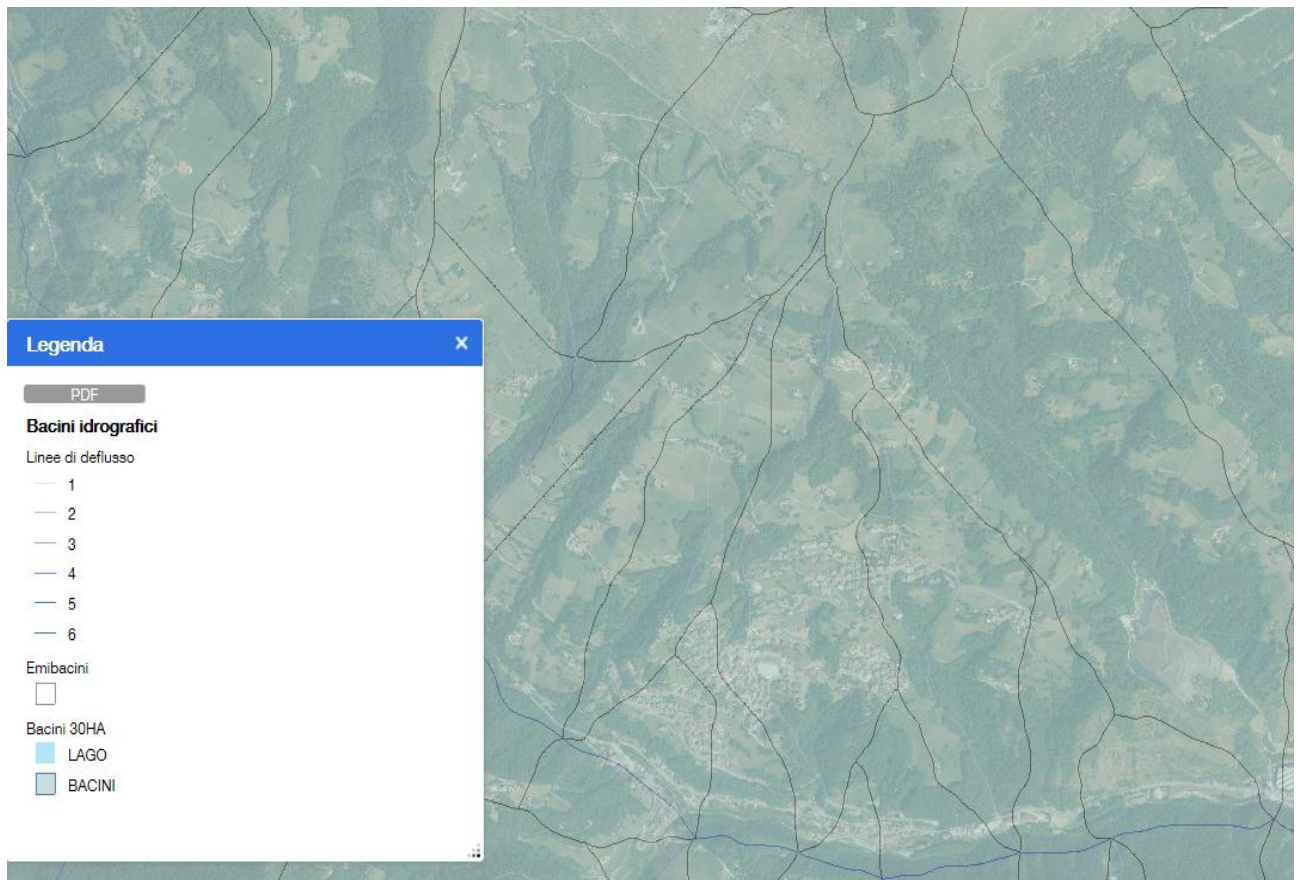 Legenda
PDF
Bacini idrografici
Linee di deflusso
1
2
3
4
5
6
Emibacini
Bacini 30HA
LAGO
BACINI